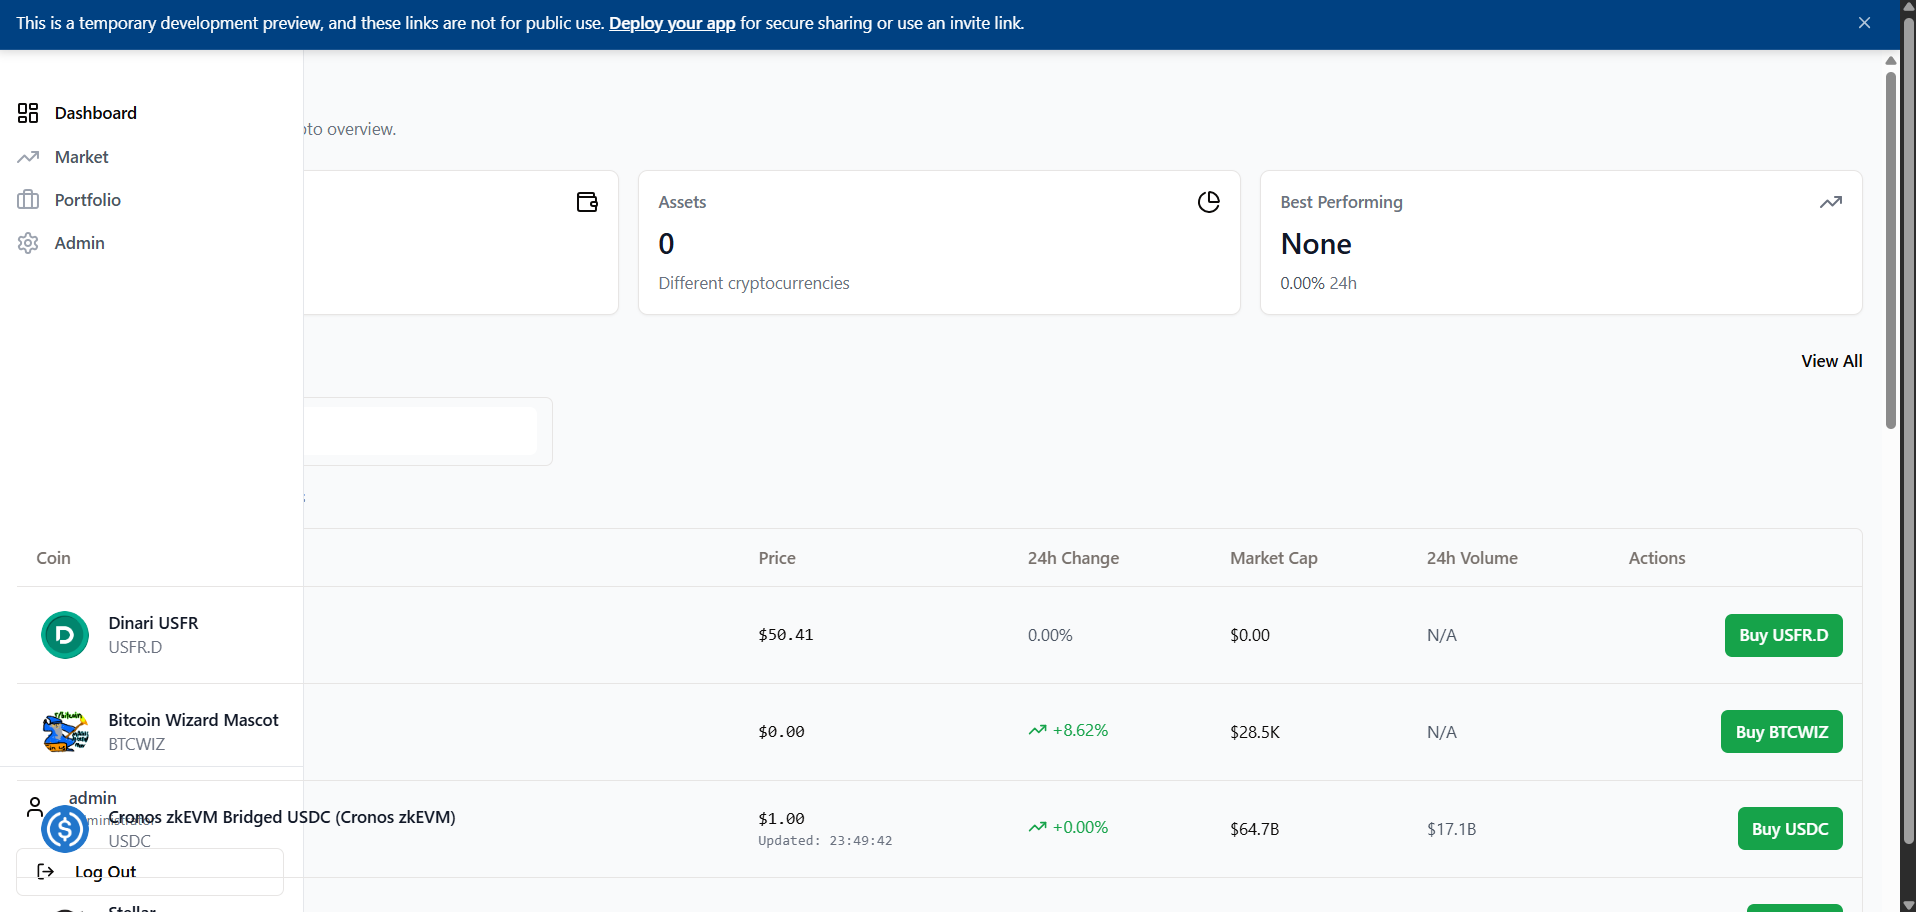 This is a temporary development preview, and these links are not for public use. Deploy your app for secure sharing or use an invite link.
Dashboard
Market
Portfolio
Admin
overview.
Assets
0
Different cryptocurrencies
Best Performing
None
0.00% 24h
View All
Coin Price 24h Change Market Cap 24h Volume Actions
Dinari USFR
USFR.D
$50.41 0.00% $0.00 N/A Buy USFR.D
Bitcoin Wizard Mascot
BTCWIZ
$0.00 +8.62% $28.5K N/A Buy BTCWIZ
admin
Cronos zkEVM Bridged USDC (Cronos zkEVM)
USDC
$1.00
Updated: 23:49:42
+0.00% $64.7B $17.1B Buy USDC
Log Out
Stellar